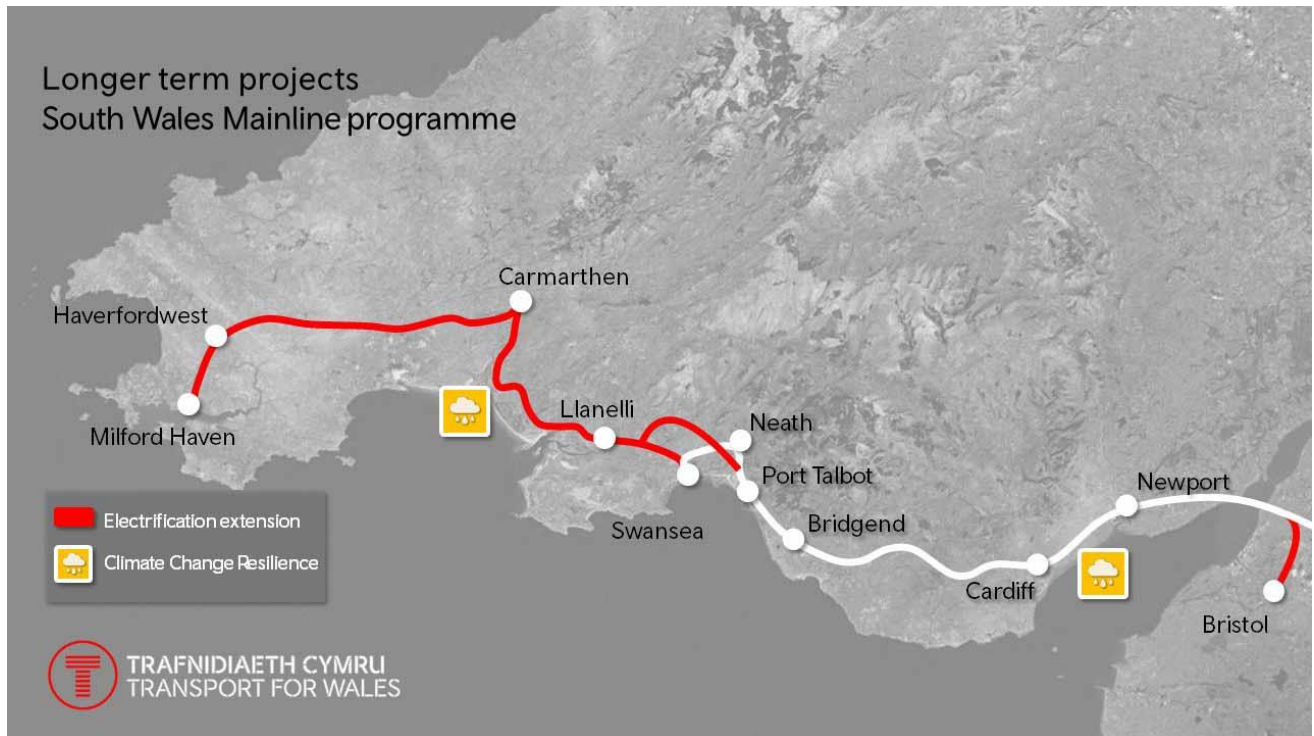 Longer term projects
South Wales Mainline programme
Carmarthen
Haverfordwest
Llanelli
Neath
Milford Haven
Port Talbot
Newport
Swansea
Bridgend
Cardiff
Bristol
Electrification extension
Climate Change Resilience
TRAFNIDIAETH CYMRU
TRANSPORT FOR WALES